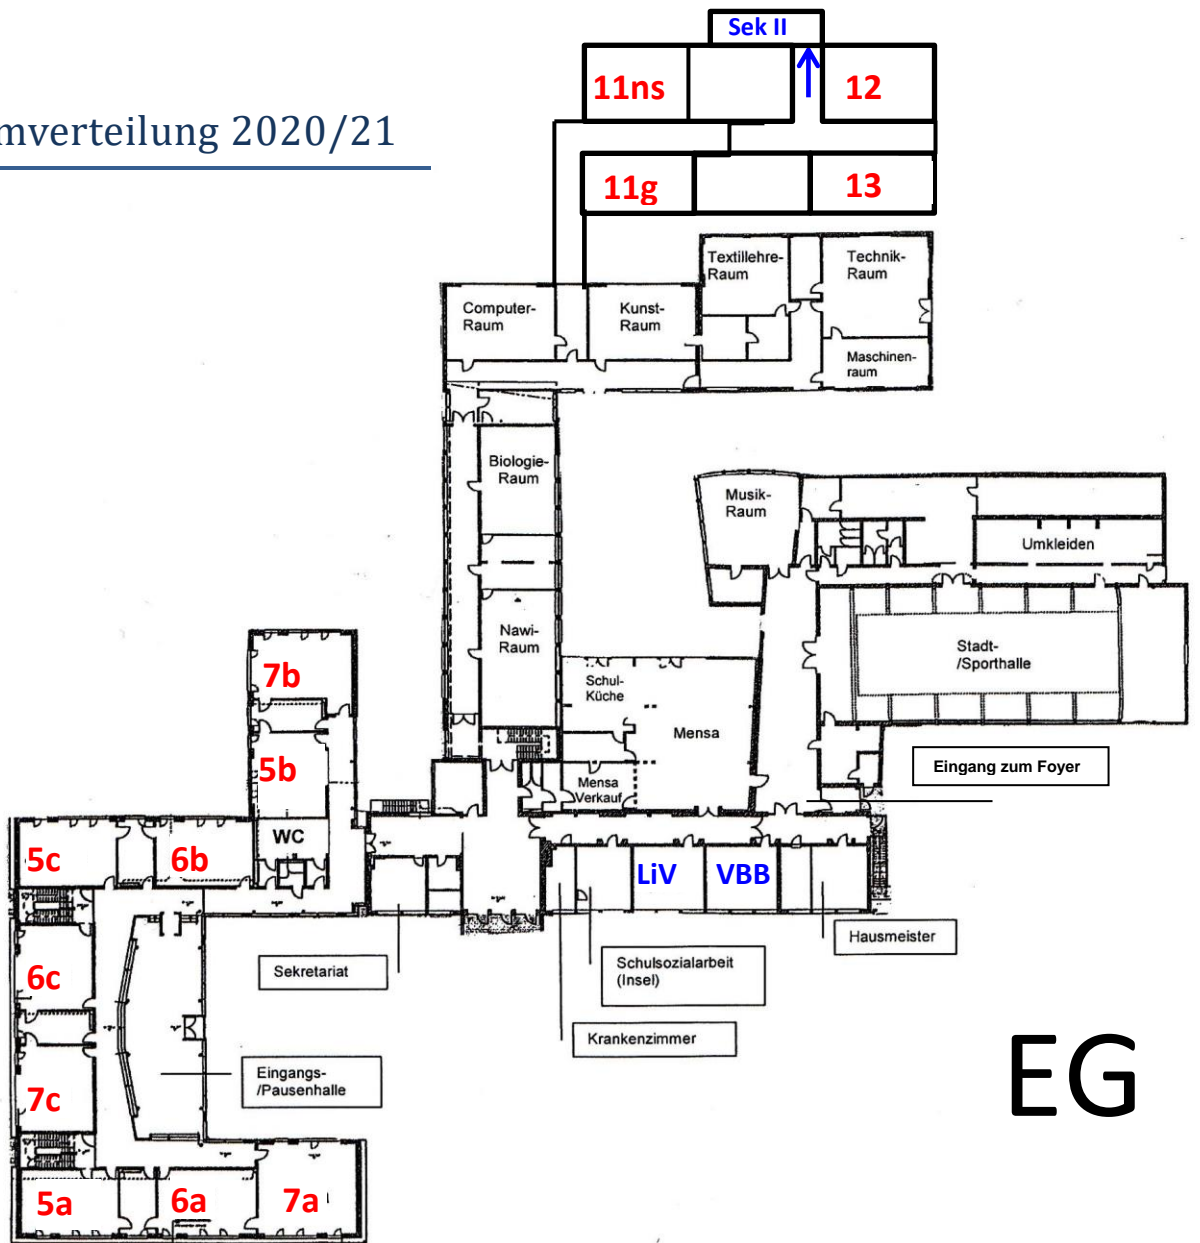 Sek II
11ns
12
mverteilung 2020/21
11g
13
Textillehre-
Raum
Technik-
Raum
Computer-
Raum
Kunst-
Raum
Maschinen-
raum
Biologie-
Raum
Musik-
Raum
Umkleiden
Nawi-
Raum
Stadt-
/Sporthalle
7b
Schul-
Küche
Mensa
5b
Eingang zum Foyer
Mensa
Verkauf
WC
5c
6b
LiV
VBB
Hausmeister
6c
Sekretariat
Schulsozialarbeit
(Insel)
Krankenzimmer
EG
Eingangs-
/Pausenhalle
7c
5a
6a
7a